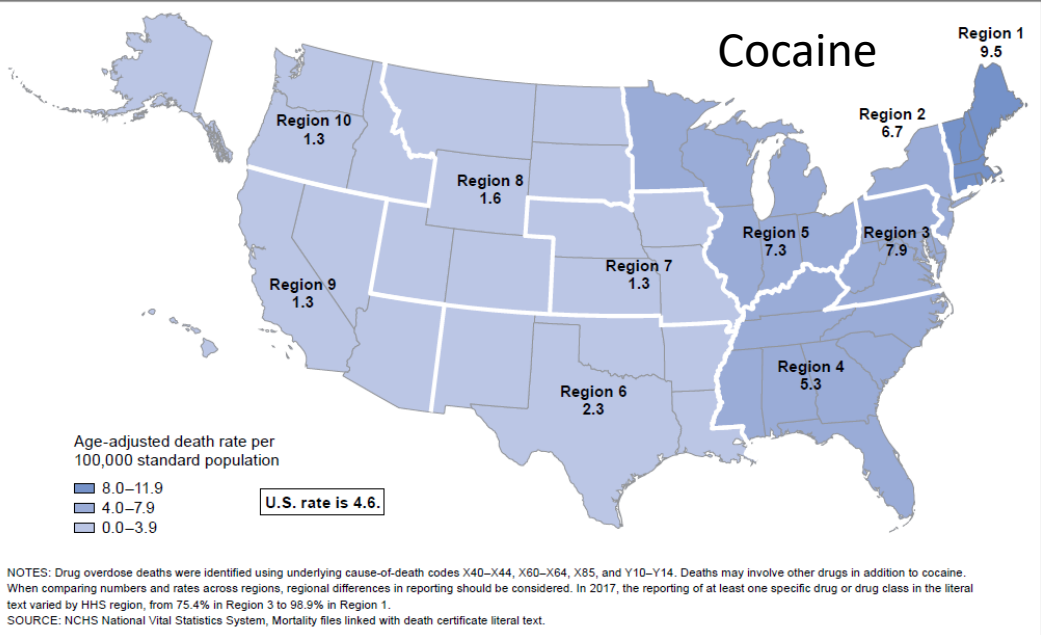 Cocaine
Region 1
9.5
Region 2
6.7
Region 10
1.3
Region 8
1.6
Region 5
7.3
Region 3
7.9
Region 7
1.3
Region 9
1.3
Region 4
5.3
Region 6
2.3
Age-adjusted death rate per
100,000 standard population
8.0–11.9
4.0–7.9
0.0–3.9
U.S. rate is 4.6.
NOTES: Drug overdose deaths were identified using underlying cause-of-death codes X40–X44, X60–X64, X85, and Y10–Y14. Deaths may involve other drugs in addition to cocaine.
When comparing numbers and rates across regions, regional differences in reporting should be considered. In 2017, the reporting of at least one specific drug or drug class in the literal
text varied by HHS region, from 75.4% in Region 3 to 98.9% in Region 1.
SOURCE: NCHS National Vital Statistics System, Mortality files linked with death certificate literal text.